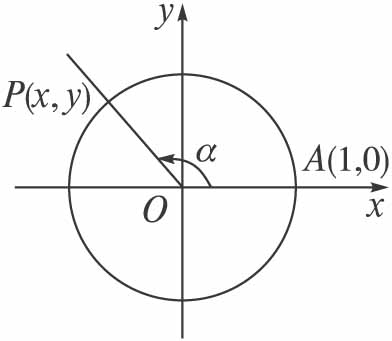 y
P(x, y)
α
A(1,0)
O
x